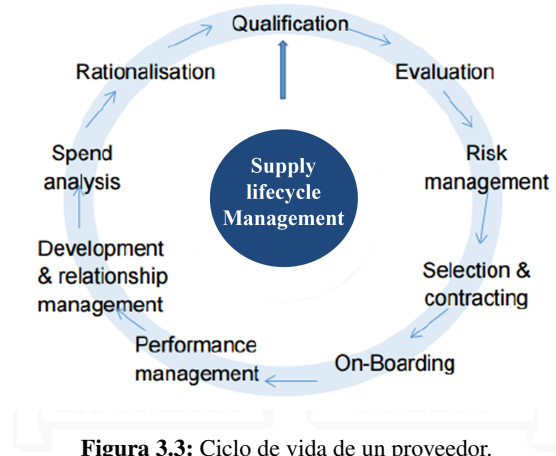 Qualification
Evaluation
Risk
management
Selection &
contracting
On-Boarding
Performance
management
Development
& relationship
management
Spend
analysis
Rationalisation
Supply
lifecycle
Management
Figura 3.3: Ciclo de vida de un proveedor.